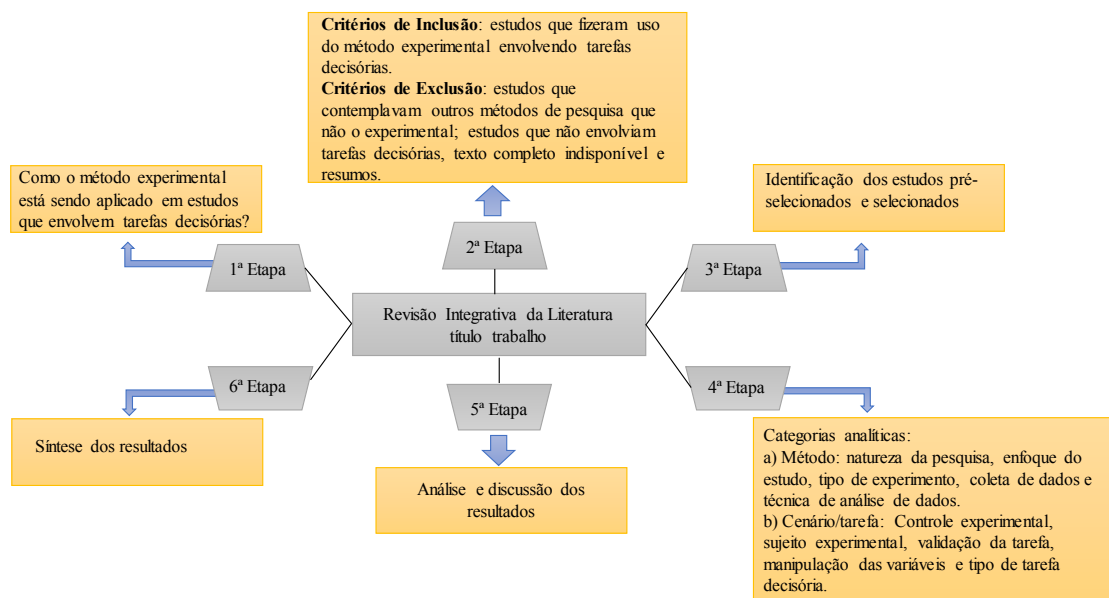 Critérios de Inclusão: estudos que fizeram uso
do método experimental envolvendo tarefas
decisórias.
Critérios de Exclusão: estudos que
contemplavam outros métodos de pesquisa que
não o experimental; estudos que não envolviam
tarefas decisórias, texto completo indisponível e
resumos.
Como o método experimental
está sendo aplicado em estudos
que envolvem tarefas decisórias?
Identificação dos estudos pré-
selecionados e selecionados
1ª Etapa
2ª Etapa
3ª Etapa
Revisão Integrativa da Literatura
título trabalho
6ª Etapa
5ª Etapa
4ª Etapa
Síntese dos resultados
Análise e discussão dos
resultados
Categorias analíticas:
a) Método: natureza da pesquisa, enfoque do
estudo, tipo de experimento, coleta de dados e
técnica de análise de dados.
b) Cenário/tarefa: Controle experimental,
sujeito experimental, validação da tarefa,
manipulação das variáveis e tipo de tarefa
decisória.